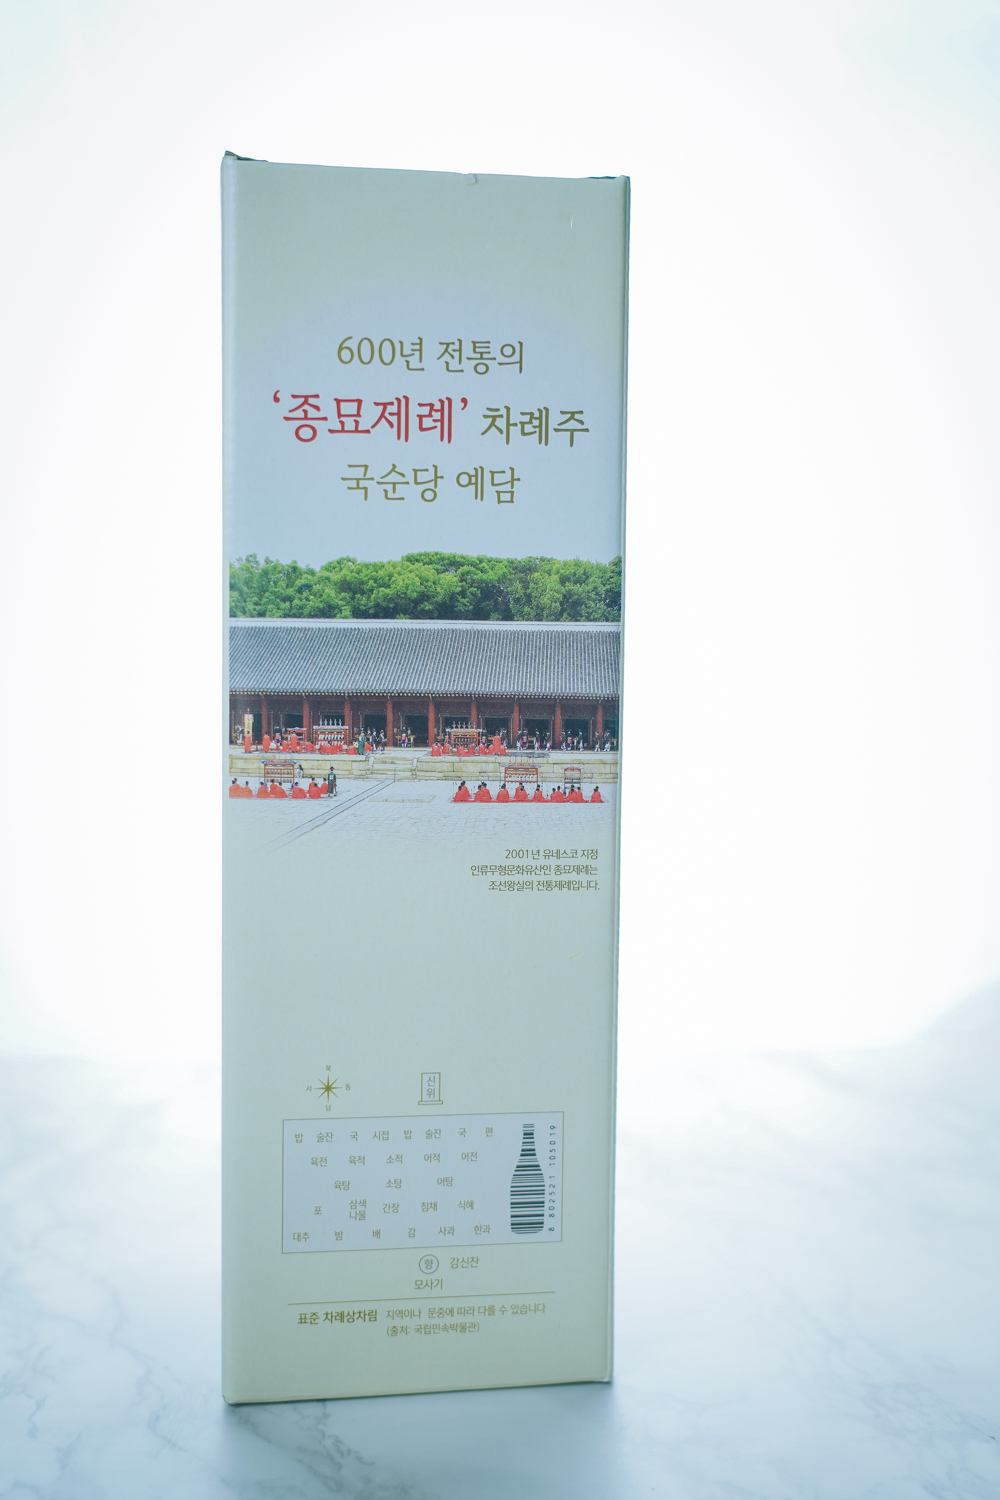 600년 전통의
‘종묘제례’ 차례주
국순당 예담
2001년 유네스코 지정
인류무형문화유산인 종묘제례는
조선왕실의 전통제례입니다.
북
서 동
남
신위
밥 술잔 국 시접 밥 술잔 국 편
육전 육적 소적 어적 어전
육탕 소탕 어탕
포 삼색나물 간장 침채 식혜
대추 밤 배 감 사과 한과
8 802521 105019
향 강신잔
모사기
표준 차례상차림 지역이나 문중에 따라 다를 수 있습니다
(출처: 국립민속박물관)